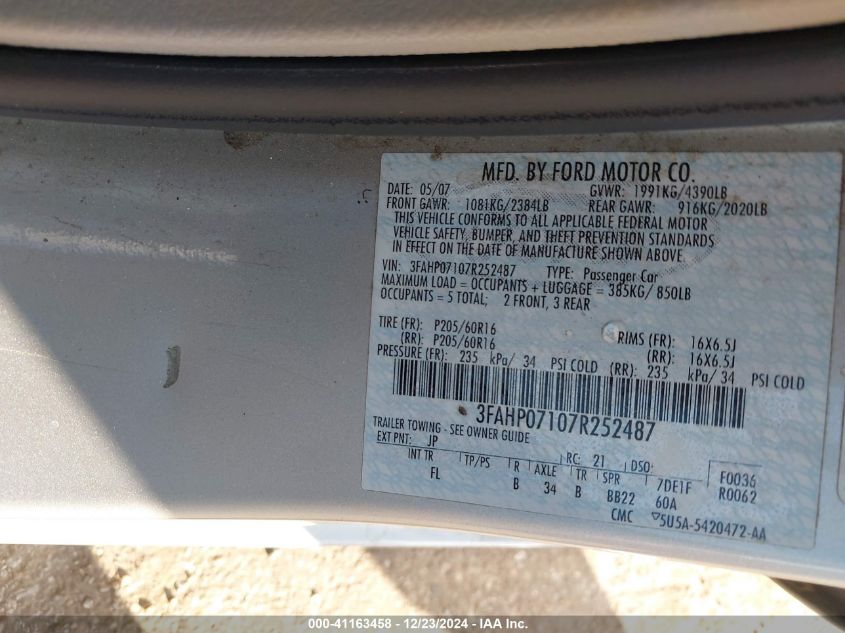 MFD. BY FORD MOTOR CO.
DATE: 05/07 GVWR: 1991KG/4390LB
FRONT GAWR: 1081KG/2384LB REAR GAWR: 916KG/2020LB
THIS VEHICLE CONFORMS TO ALL APPLICABLE FEDERAL MOTOR
VEHICLE SAFETY, BUMPER, AND THEFT PREVENTION STANDARDS
IN EFFECT ON THE DATE OF MANUFACTURE SHOWN ABOVE.
VIN: 3FAHP07107R252487 TYPE: Passenger Car
MAXIMUM LOAD = OCCUPANTS + LUGGAGE = 385KG/ 850LB
OCCUPANTS = 5 TOTAL; 2 FRONT, 3 REAR
TIRE (FR): P205/60R16 RIMS (FR): 16X6.5J
(RR): P205/60R16 (RR): 16X6.5J
PRESSURE (FR): 235 kPa/ 34 PSI COLD (RR): 235 kPa/ 34 PSI COLD
3FAHP07107R252487
TRAILER TOWING - SEE OWNER GUIDE
EXT PNT: JP RC: 21 DSO: F0036
INT TR TP/PS R AXLE TR SPR 7DE1F R0062
FL B 34 B BB22 60A
CMC 5U5A-5420472-AA
000-41163458 - 12/23/2024 - IAA Inc.